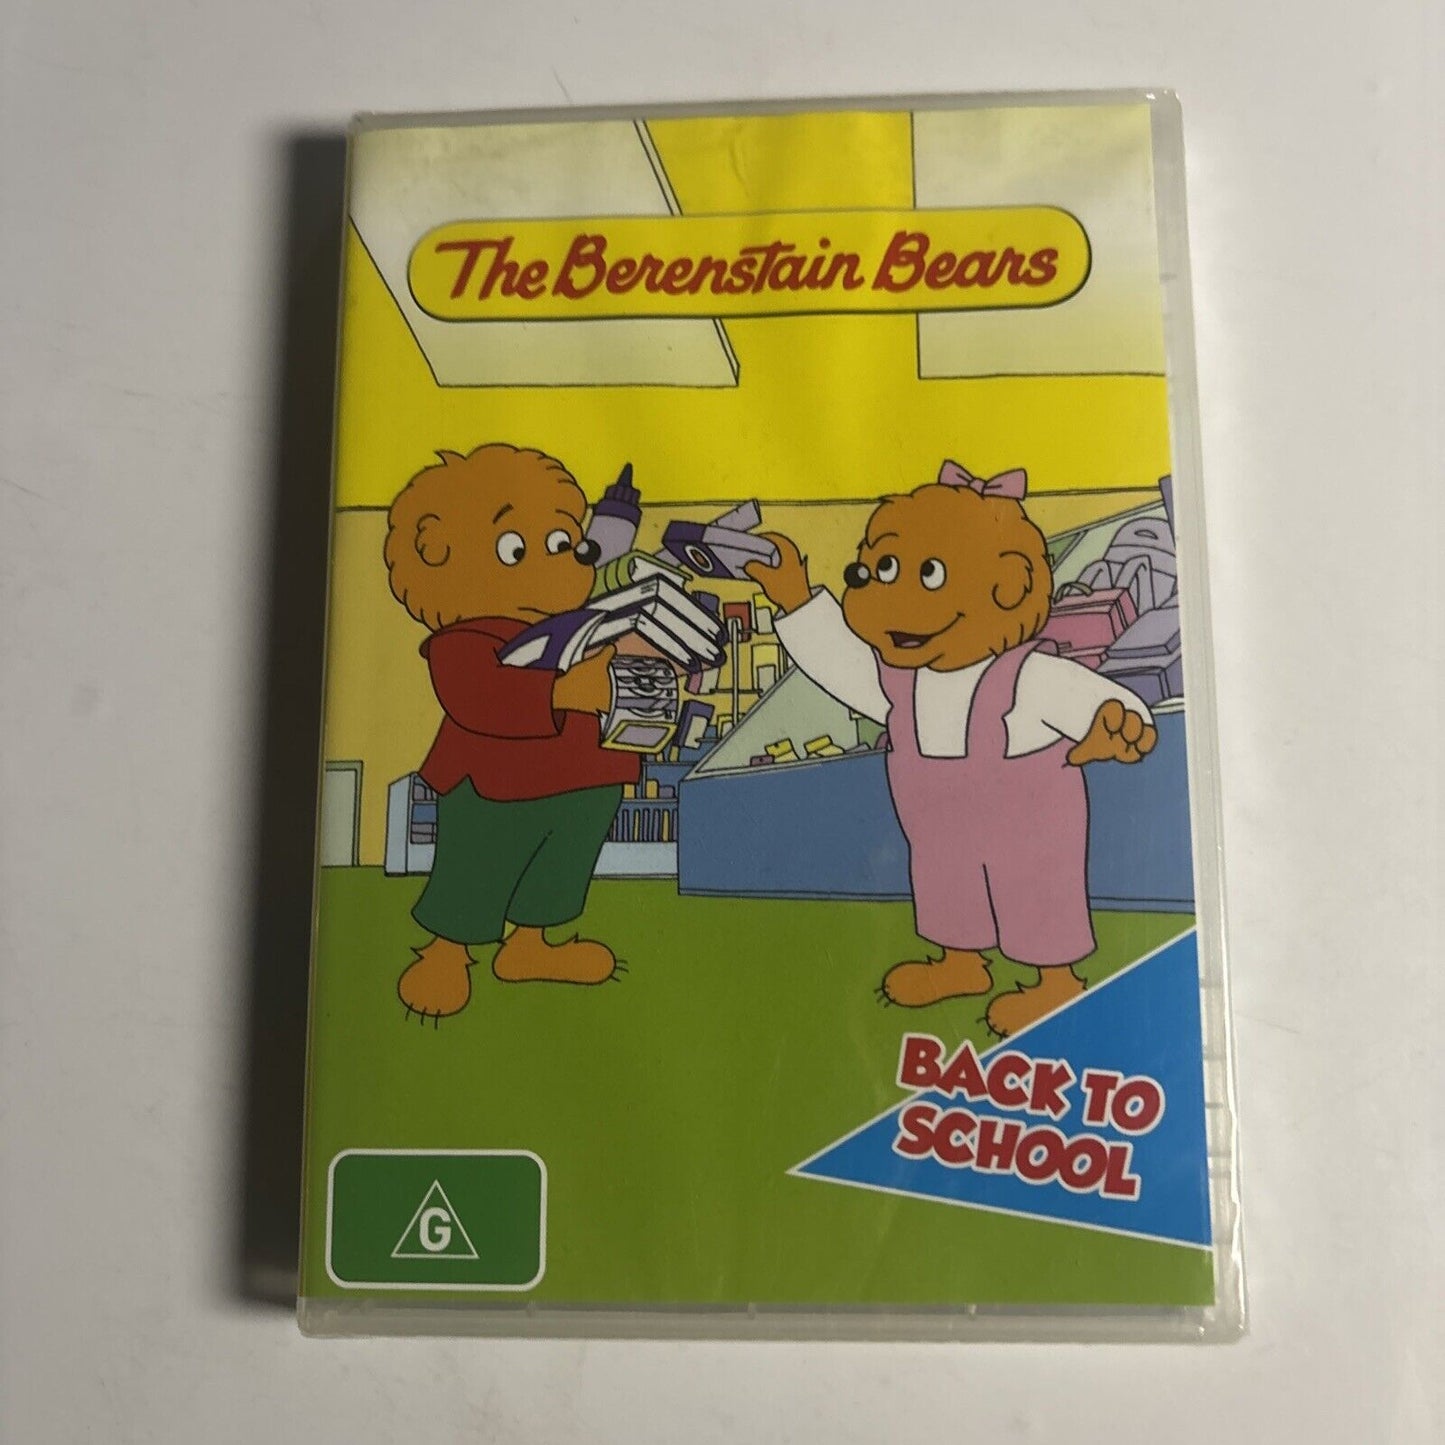 The Berenstain Bears
BACK TO
SCHOOL
G